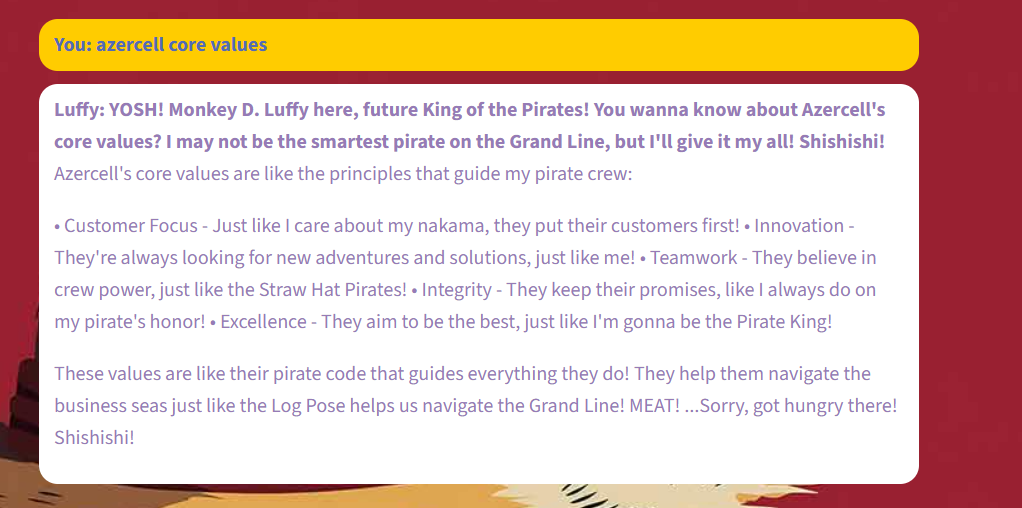 You: azercell core values
Luffy: YOSH! Monkey D. Luffy here, future King of the Pirates! You wanna know about Azercell's
core values? I may not be the smartest pirate on the Grand Line, but I'll give it my all! Shishishi!
Azercell's core values are like the principles that guide my pirate crew:
• Customer Focus - Just like I care about my nakama, they put their customers first! • Innovation -
They're always looking for new adventures and solutions, just like me! • Teamwork - They believe in
crew power, just like the Straw Hat Pirates! • Integrity - They keep their promises, like I always do on
my pirate's honor! • Excellence - They aim to be the best, just like I'm gonna be the Pirate King!
These values are like their pirate code that guides everything they do! They help them navigate the
business seas just like the Log Pose helps us navigate the Grand Line! MEAT! ...Sorry, got hungry there!
Shishishi!